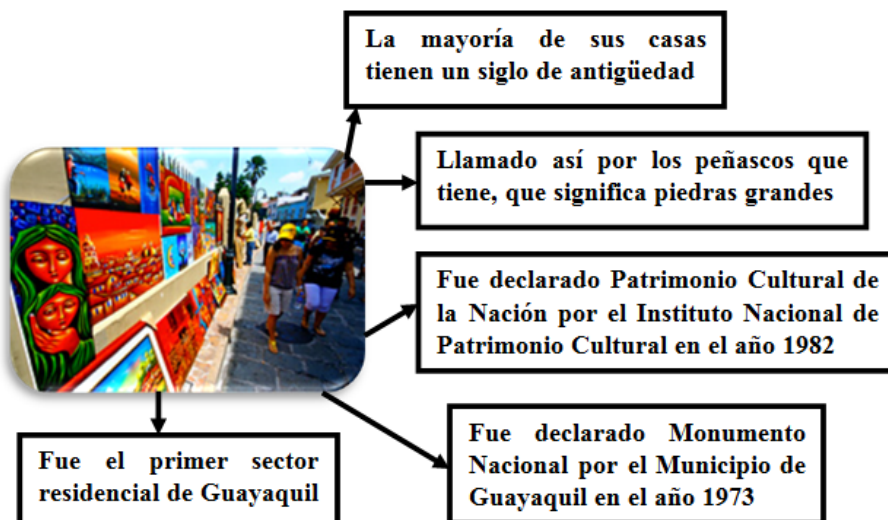 La mayoría de sus casas
tienen un siglo de antigüedad
Llamado así por los peñascos que
tiene, que significa piedras grandes
Fue declarado Patrimonio Cultural de
la Nación por el Instituto Nacional de
Patrimonio Cultural en el año 1982
Fue declarado Monumento
Nacional por el Municipio de
Guayaquil en el año 1973
Fue el primer sector
residencial de Guayaquil